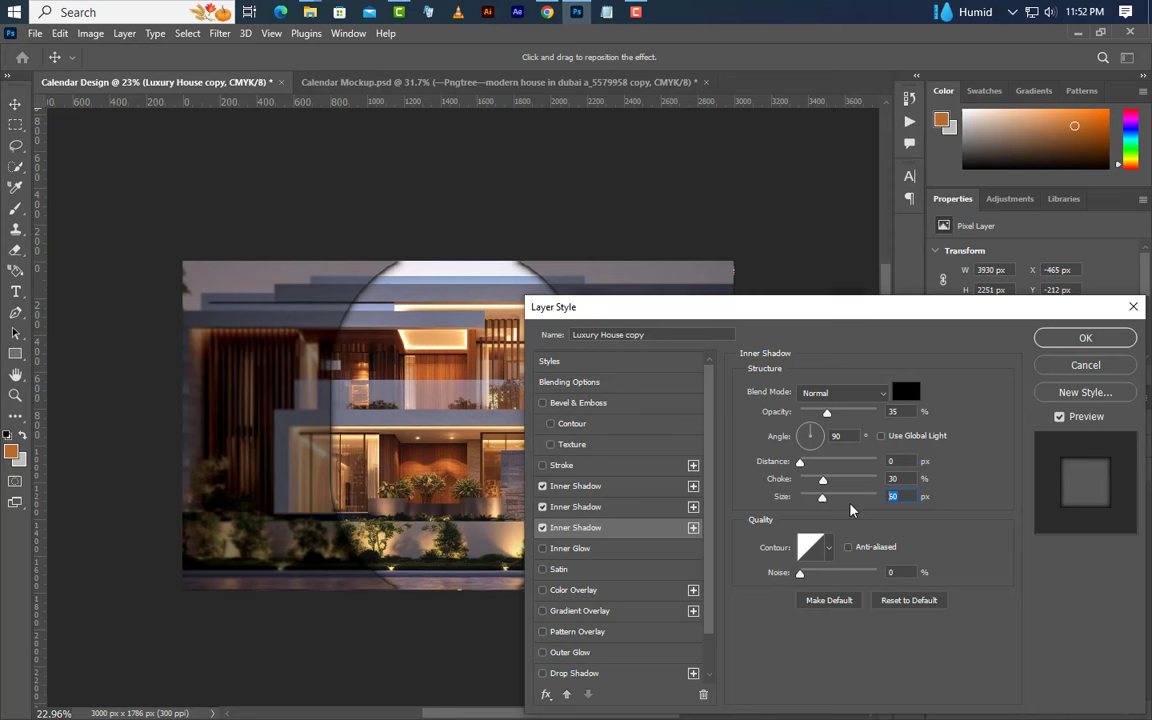 Search
Humid
11:52 PM
File Edit Image Layer Type Select Filter 3D View Plugins Window Help
Click and drag to reposition the effect.
Calendar Design @ 23% (Luxury House copy, CMYK/8) *
Calendar Mockup.psd @ 31.7% (—Pngtree—modern house in dubai a_5579958 copy, CMYK/8) *
Color Swatches Gradients Patterns
Properties Adjustments Libraries
Pixel Layer
Transform
W 3930 px X -465 px
H 2251 px Y -212 px
Layer Style
Name: Luxury House copy
Styles
Blending Options
Bevel & Emboss
Contour
Texture
Stroke
Inner Shadow
Inner Shadow
Inner Shadow
Inner Glow
Satin
Color Overlay
Gradient Overlay
Pattern Overlay
Outer Glow
Drop Shadow
fx
Inner Shadow
Structure
Blend Mode: Normal
Opacity: 35 %
Angle: 90 ° Use Global Light
Distance: 0 px
Choke: 30 %
Size: 50 px
Quality
Contour: Anti-aliased
Noise: 0 %
Make Default Reset to Default
OK
Cancel
New Style...
Preview
22.96% 3000 px x 1786 px (300 ppi)